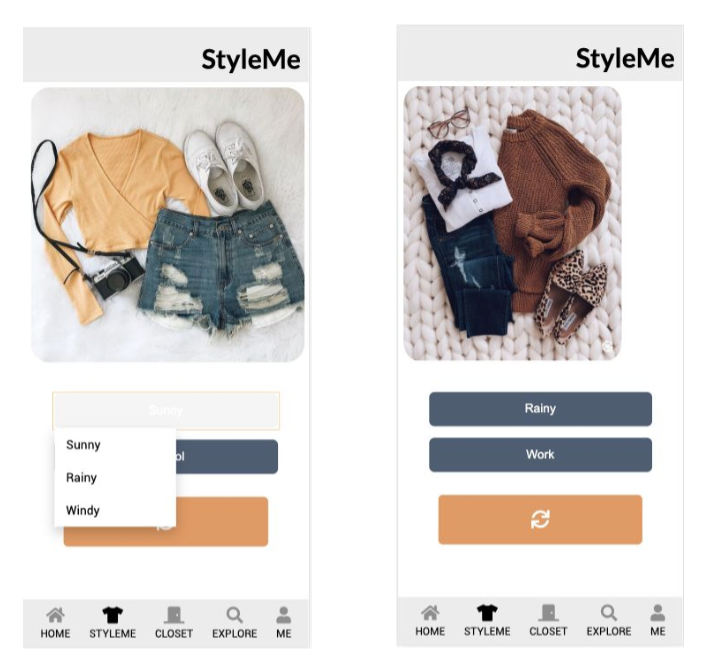 StyleMe
Sunny
Sunny
Rainy
Windy
ol
HOME STYLEME CLOSET EXPLORE ME
StyleMe
Rainy
Work
HOME STYLEME CLOSET EXPLORE ME